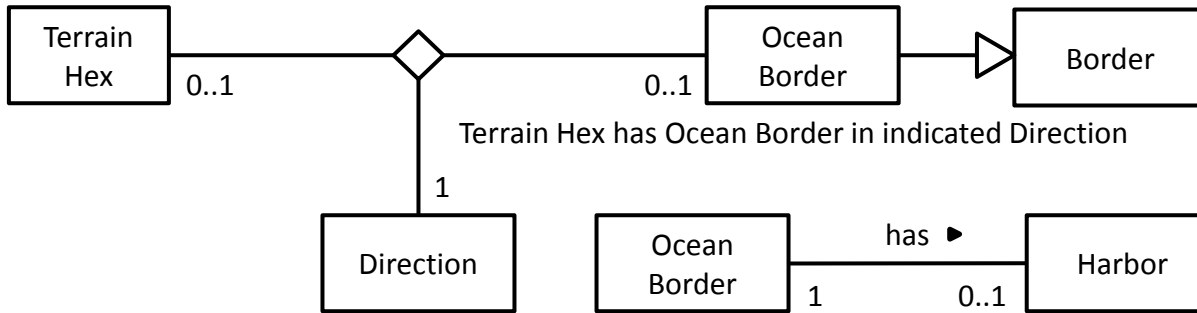 Terrain
Hex
0..1
0..1
Ocean
Border
Border
Terrain Hex has Ocean Border in indicated Direction
1
Direction
Ocean
Border
has ►
1
0..1
Harbor